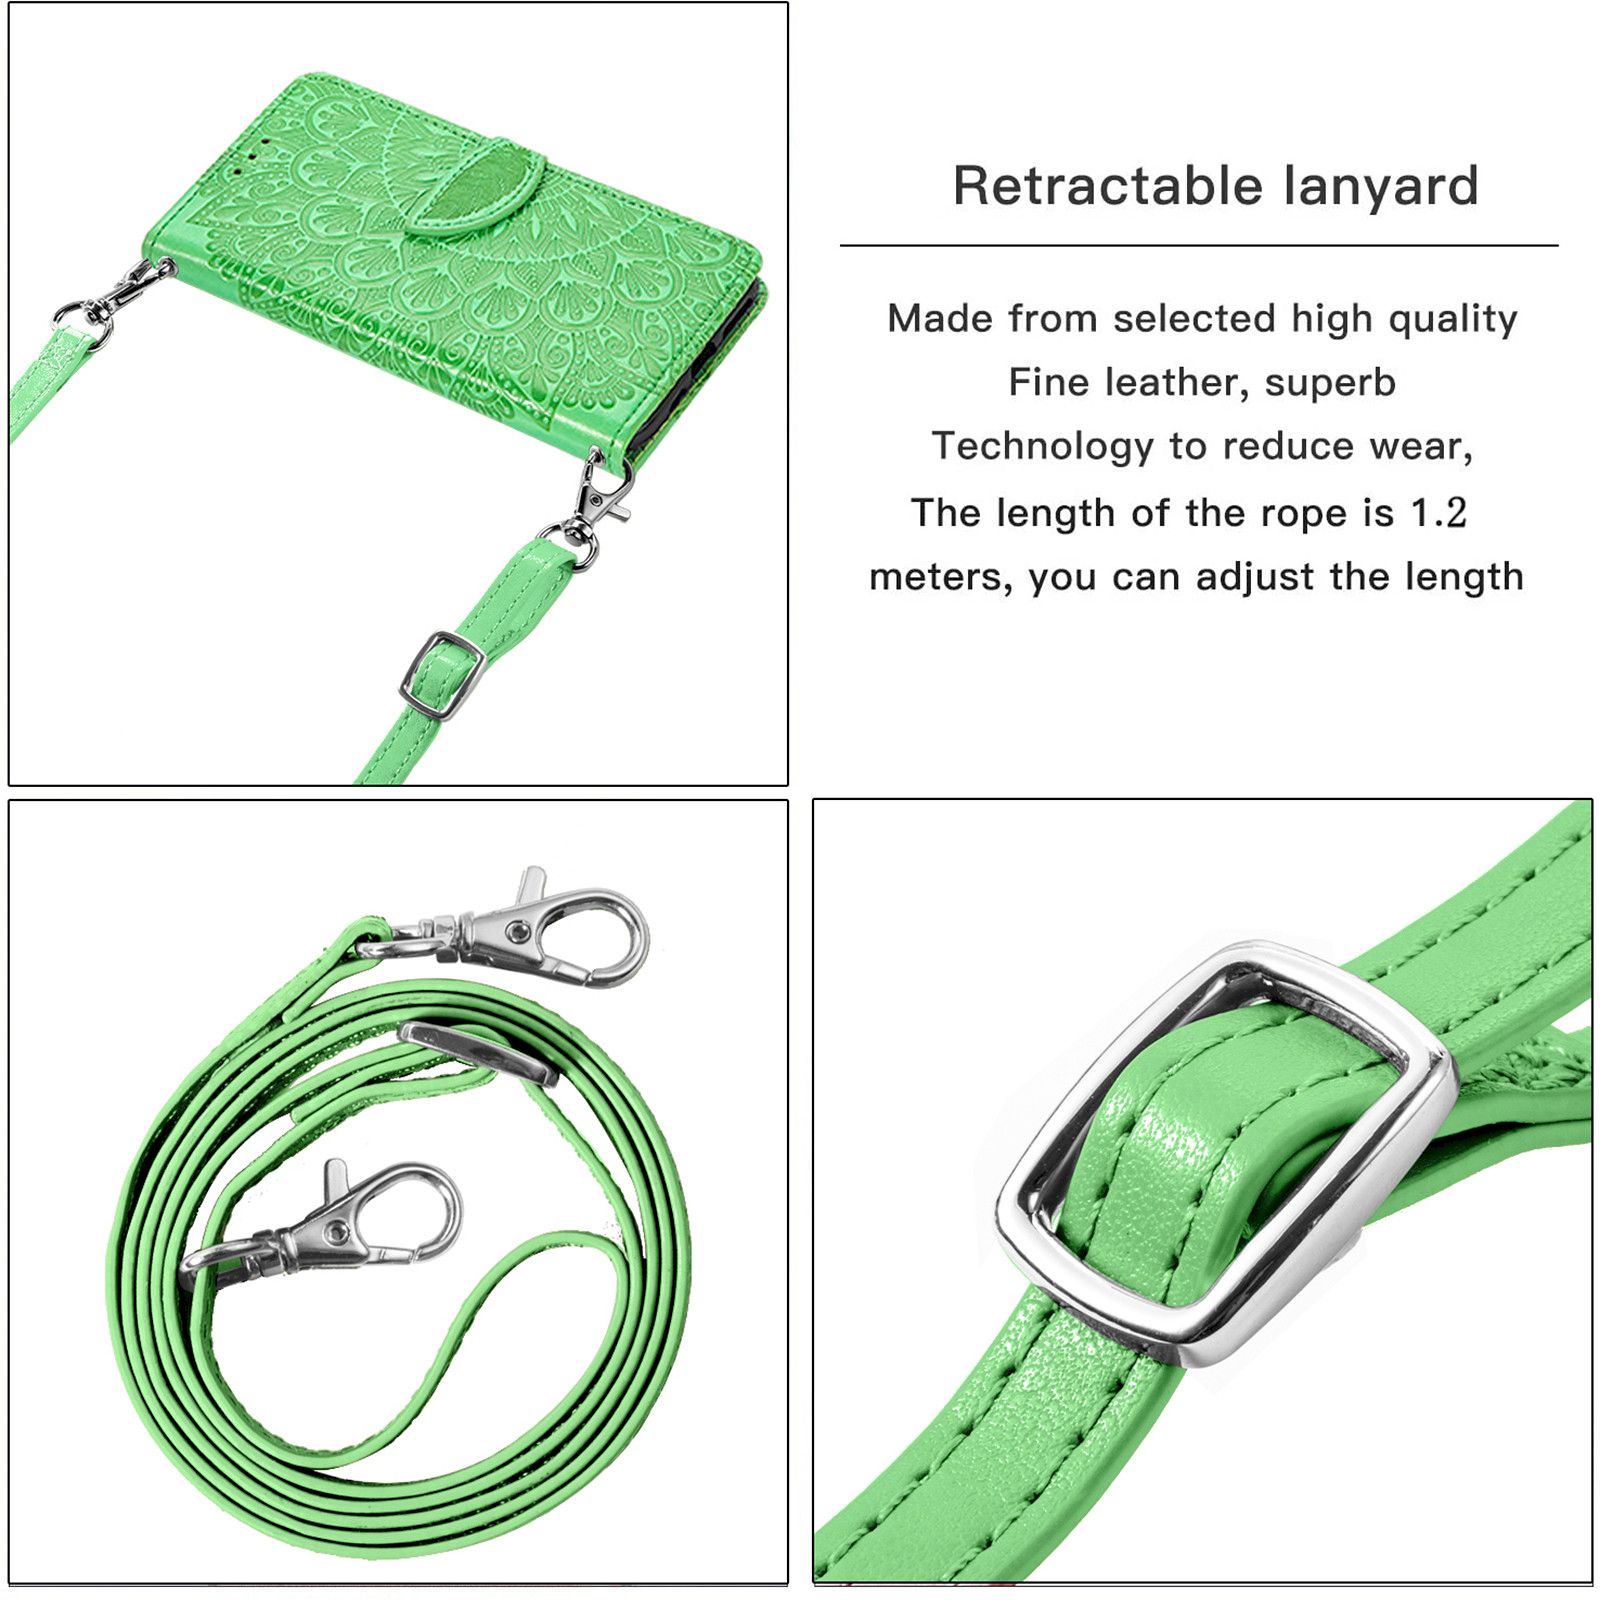 Retractable lanyard
Made from selected high quality
Fine leather, superb
Technology to reduce wear,
The length of the rope is 1.2
meters, you can adjust the length